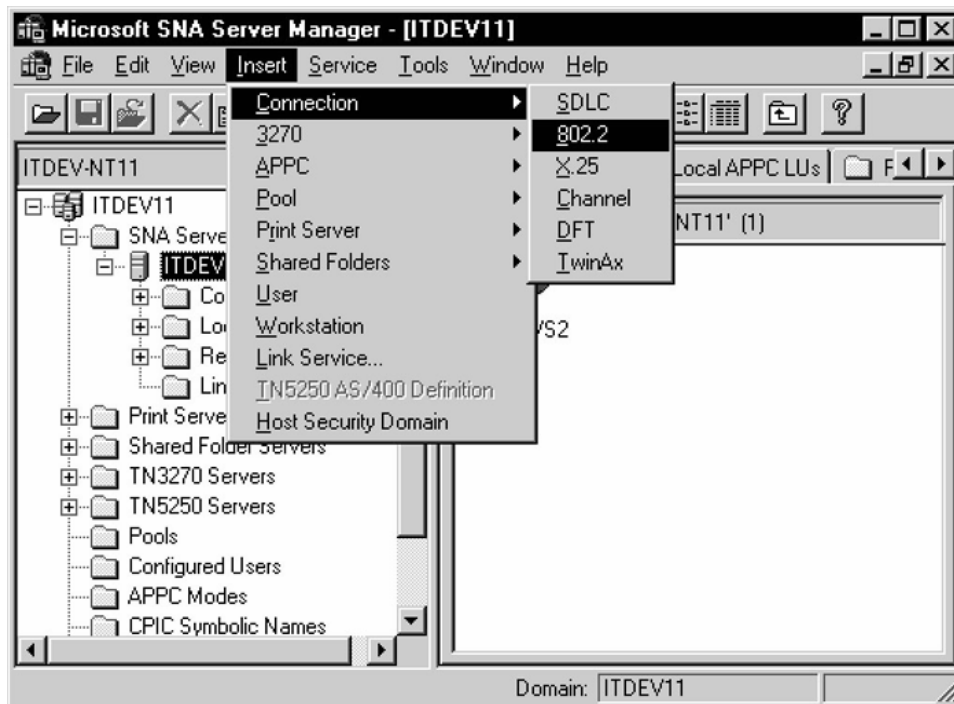 Microsoft SNA Server Manager - [ITDEV11]
File Edit View Insert Service Tools Window Help
ITDEV-NT11
Local APPC LUs
F
ITDEV11
SNA Serve
ITDEV
Co
Lo
Re
Lin
Print Serve
Shared Folder Servers
TN3270 Servers
TN5250 Servers
Pools
Configured Users
APPC Modes
CPIC Symbolic Names
Connection
3270
APPC
Pool
Print Server
Shared Folders
User
Workstation
Link Service...
TN5250 AS/400 Definition
Host Security Domain
SDLC
802.2
X.25
Channel
DFT
TwinAx
NT11' (1)
VS2
Domain: ITDEV11